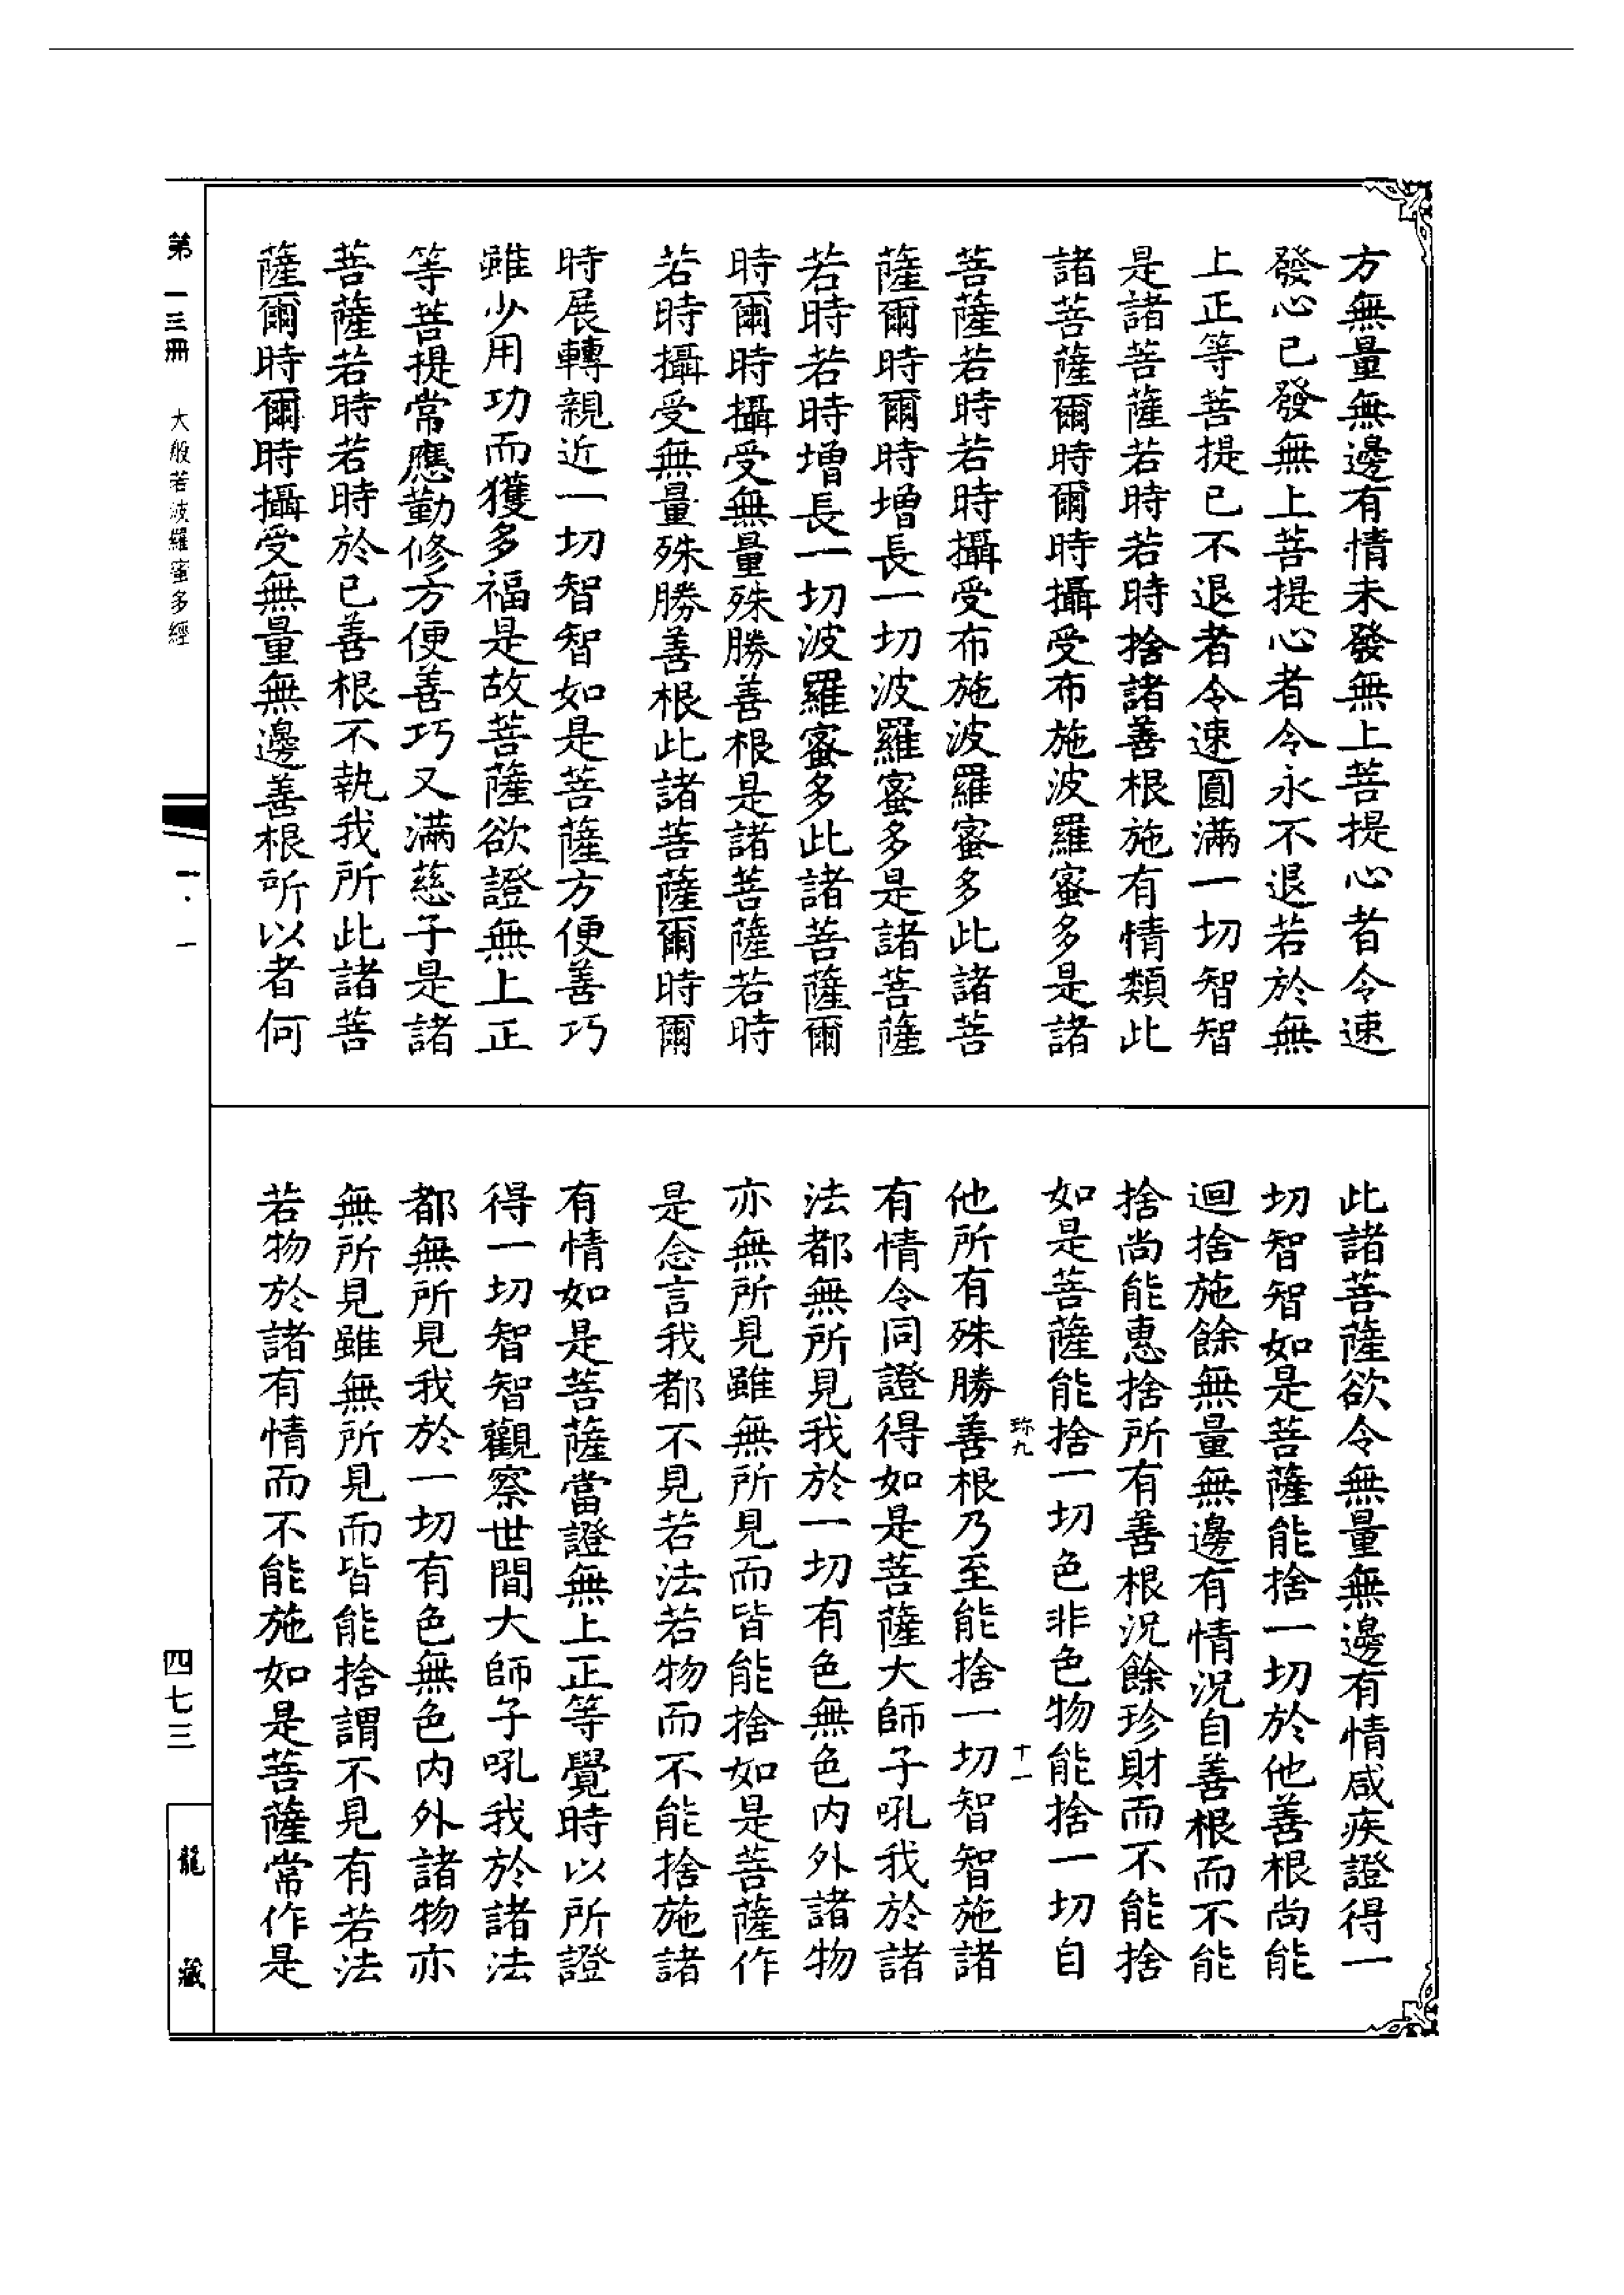 方無量無邊有情未發無上菩提心者令速
發心已發無上菩提心者令永不退若於無
上正等菩提已不退者令速圓滿一切智智
是諸菩薩若時若時捨諸善根施有情類此
諸菩薩爾時爾時攝受布施波羅蜜多是諸
菩薩若時若時攝受布施波羅蜜多此諸菩
薩爾時爾時增長一切波羅蜜多是諸菩薩
若時若時增長一切波羅蜜多此諸菩薩爾
時爾時攝受無量殊勝善根是諸菩薩若時
若時攝受無量殊勝善根此諸菩薩爾時爾
時展轉親近一切智智如是菩薩方便善巧
雖少用功而獲多福是故菩薩欲證無上正
等菩提常應勤修方便善巧又滿慈子是諸
菩薩若時若時於已善根不執我所此諸菩
薩爾時爾時攝受無量無邊善根所以者何
此諸菩薩欲令無量無邊有情咸疾證得一
切智智如是菩薩能捨一切於他善根尚能
迴捨施餘無量無邊有情況自善根而不能
捨尚能惠捨所有善根況餘珍財而不能捨
如是菩薩能捨一切色非色物能捨一切自
珎九
十一
他所有殊勝善根乃至能捨一切智智施諸
有情令同證得如是菩薩大師子吼我於諸
法都無所見我於一切有色無色內外諸物
亦無所見雖無所見而皆能捨如是菩薩作
是念言我都不見若法若物而不能捨施諸
有情如是菩薩當證無上正等覺時以所證
得一切智智觀察世間大師子吼我於諸法
都無所見我於一切有色無色內外諸物亦
無所見雖無所見而皆能捨謂不見有若法
若物於諸有情而不能施如是菩薩常作是
第一三冊
大般若波羅蜜多經
一·一
四七三
龍藏